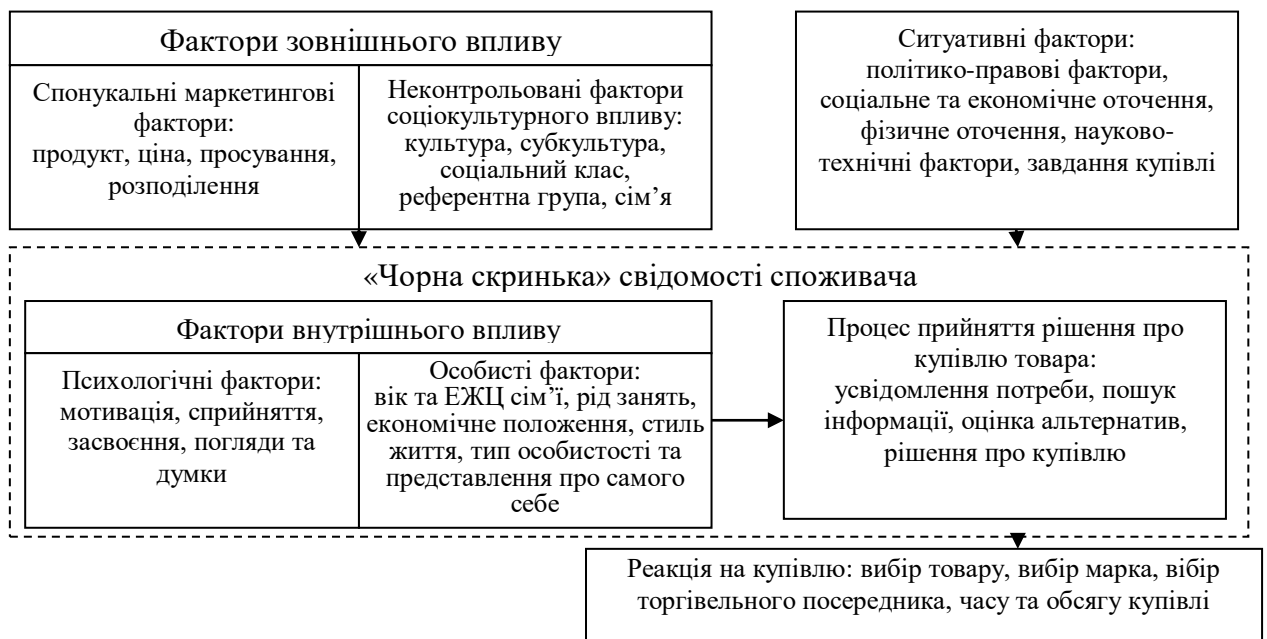 Фактори зовнішнього впливу
Спонукальні маркетингові
фактори:
продукт, ціна, просування,
розподілення
Неконтрольовані фактори
соціокультурного впливу:
культура, субкультура,
соціальний клас,
референтна група, сім’я
Ситуативні фактори:
політико-правові фактори,
соціальне та економічне оточення,
фізичне оточення, науково-
технічні фактори, завдання купівлі
«Чорна скринька» свідомості споживача
Фактори внутрішнього впливу
Психологічні фактори:
мотивація, сприйняття,
засвоєння, погляди та
думки
Особисті фактори:
вік та ЕЖЦ сім’ї, рід занять,
економічне положення, стиль
життя, тип особистості та
представлення про самого
себе
Процес прийняття рішення про
купівлю товара:
усвідомлення потреби, пошук
інформації, оцінка альтернатив,
рішення про купівлю
Реакція на купівлю: вибір товару, вибір марка, вібір
торгівельного посередника, часу та обсягу купівлі